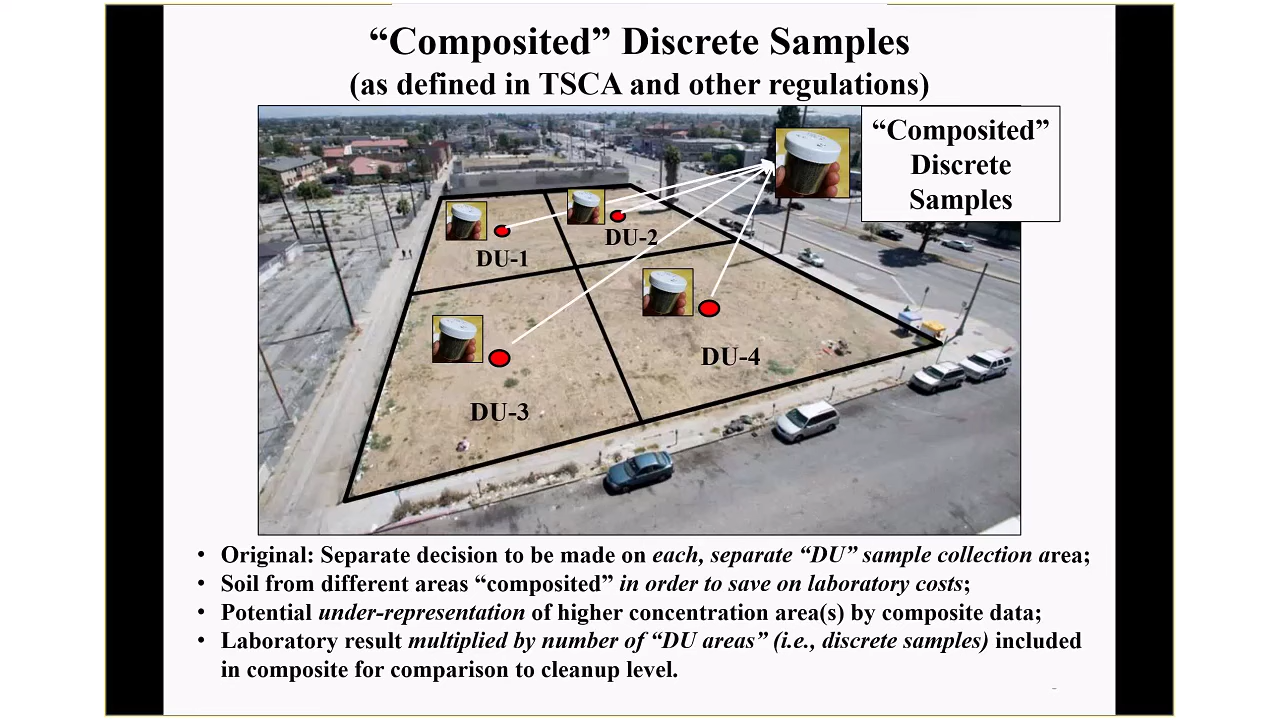 “Composited” Discrete Samples
(as defined in TSCA and other regulations)
“Composited”
Discrete
Samples
DU-1
DU-2
DU-3
DU-4
• Original: Separate decision to be made on each, separate “DU” sample collection area;
• Soil from different areas “composited” in order to save on laboratory costs;
• Potential under-representation of higher concentration area(s) by composite data;
• Laboratory result multiplied by number of “DU areas” (i.e., discrete samples) included
in composite for comparison to cleanup level.